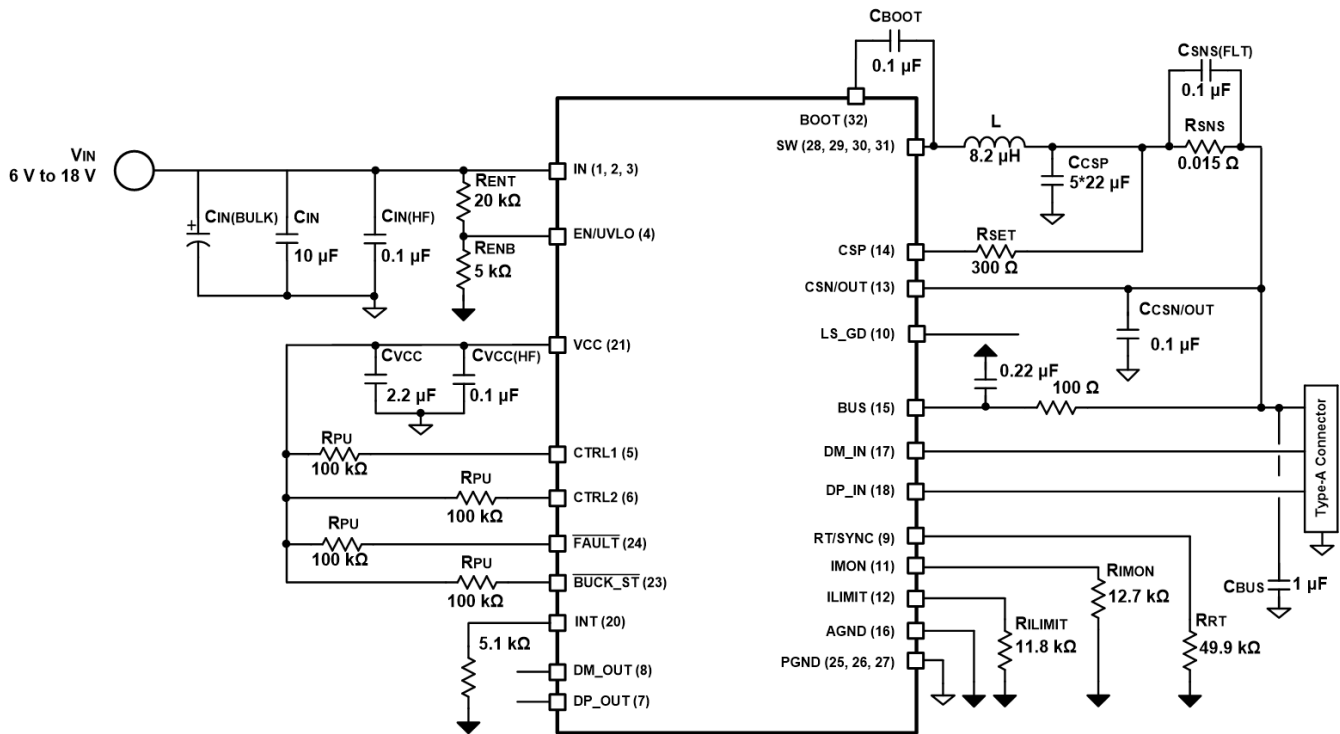 CBOOT
0.1 µF
CSNS(FLT)
0.1 µF
BOOT (32)
L
RSNS
SW (28, 29, 30, 31)
8.2 µH
0.015 Ω
CCSP
5*22 µF
VIN
6 V to 18 V
IN (1, 2, 3)
RENT
20 kΩ
+
CIN(BULK)
CIN
10 µF
CIN(HF)
0.1 µF
EN/UVLO (4)
RENB
5 kΩ
CSP (14)
RSET
300 Ω
CSN/OUT (13)
CCSN/OUT
0.1 µF
LS_GD (10)
VCC (21)
CVCC
2.2 µF
CVCC(HF)
0.1 µF
0.22 µF
100 Ω
BUS (15)
RPU
100 kΩ
CTRL1 (5)
DM_IN (17)
RPU
100 kΩ
CTRL2 (6)
DP_IN (18)
Type-A Connector
RPU
100 kΩ
FAULT (24)
RT/SYNC (9)
RPU
100 kΩ
BUCK_ST (23)
IMON (11)
RIMON
12.7 kΩ
CBUS
1 µF
INT (20)
5.1 kΩ
ILIMIT (12)
RILIMIT
11.8 kΩ
RRT
49.9 kΩ
AGND (16)
DM_OUT (8)
PGND (25, 26, 27)
DP_OUT (7)